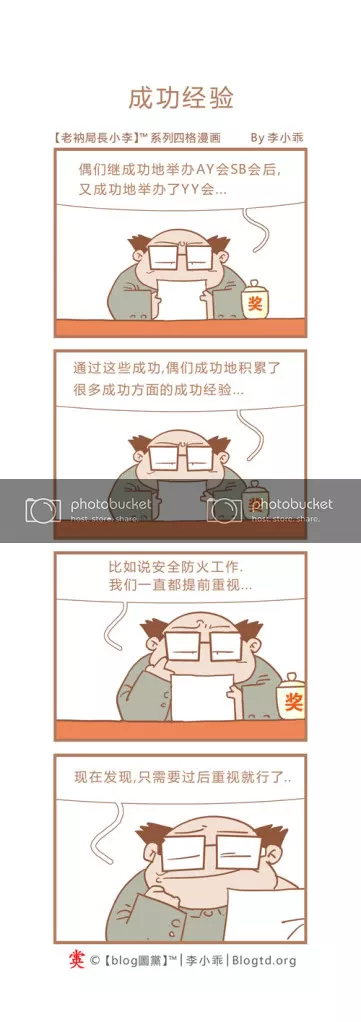 成功经验
【老衲局長小李】™系列四格漫画 By 李小乖
偶们继成功地举办AY会SB会后,
又成功地举办了YY会...
奖
通过这些成功,偶们成功地积累了
很多成功方面的成功经验...
奖
photobucket
host. store. share.
photobucket
host. store. share.
比如说安全防火工作.
我们一直都提前重视...
奖
现在发现,只需要过后重视就行了..
©【blog圖黨】™|李小乖|Blogtd.org